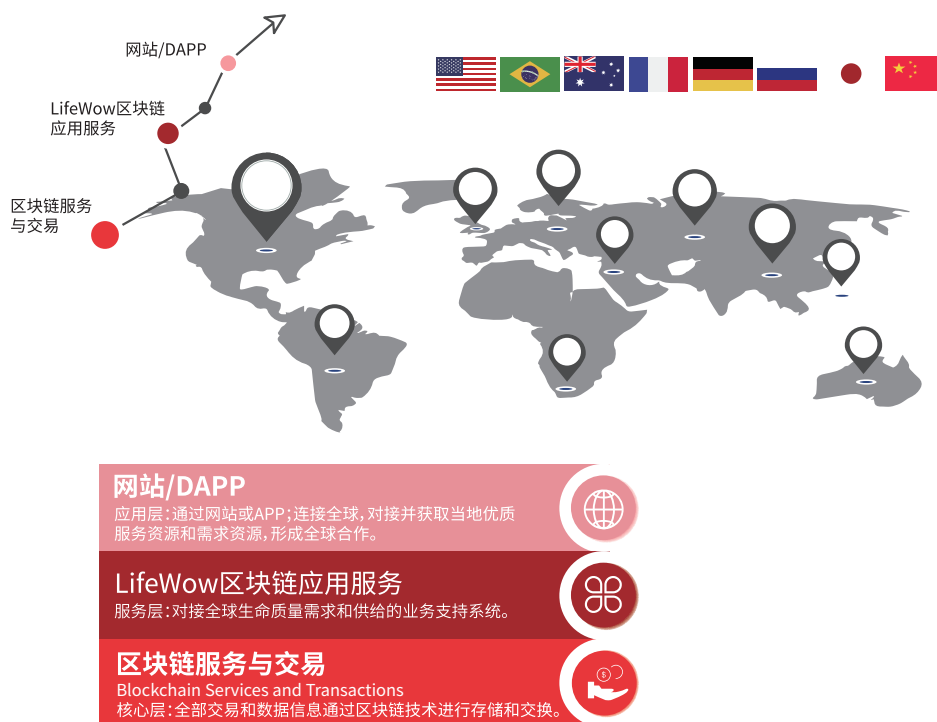 网站/DAPP
LifeWow区块链
应用服务
区块链服务
与交易
网站/DAPP
应用层:通过网站或APP;连接全球,对接并获取当地优质
服务资源和需求资源,形成全球合作。
LifeWow区块链应用服务
服务层:对接全球生命质量需求和供给的业务支持系统。
区块链服务与交易
Blockchain Services and Transactions
核心层:全部交易和数据信息通过区块链技术进行存储和交换。
$